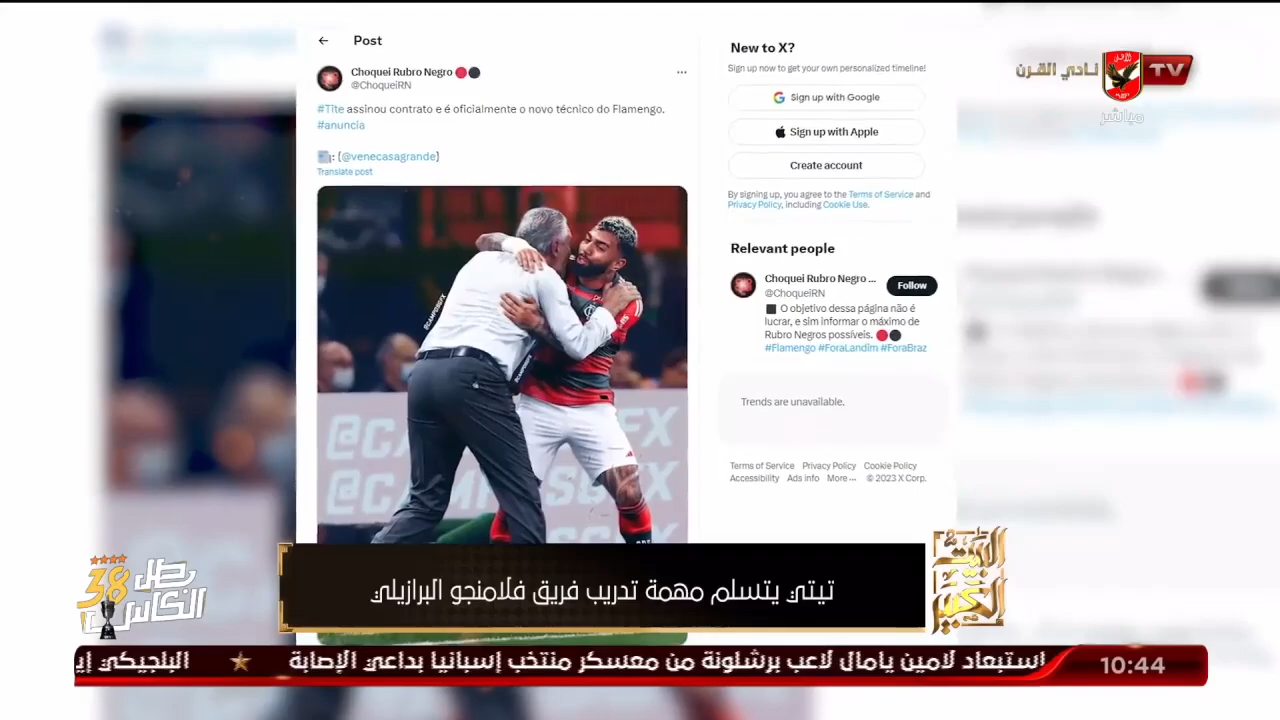 Post
Choquei Rubro Negro
@ChoqueiRN
#Tite assinou contrato e é oficialmente o novo técnico do Flamengo.
#anuncia
: [@venecasagrande]
Translate post
@CAMPOSGFX
New to X?
Sign up now to get your own personalized timeline!
Sign up with Google
Sign up with Apple
Create account
By signing up, you agree to the Terms of Service and
Privacy Policy, including Cookie Use.
Relevant people
Choquei Rubro Negro ...
@ChoqueiRN
Follow
O objetivo dessa página não é
lucrar, e sim informar o máximo de
Rubro Negros possíveis.
#Flamengo #ForaLandim #ForaBraz
Trends are unavailable.
Terms of Service Privacy Policy Cookie Policy
Accessibility Ads info More ... © 2023 X Corp.
نادي القرن
TV
مباشر
البيت الكبير
تيتي يتسلم مهمة تدريب فريق فلامنجو البرازيلي
بطل الكاس
38
استبعاد لامين يامال لاعب برشلونة من معسكر منتخب إسبانيا بداعي الإصابة
البلجيكي إي
10:44